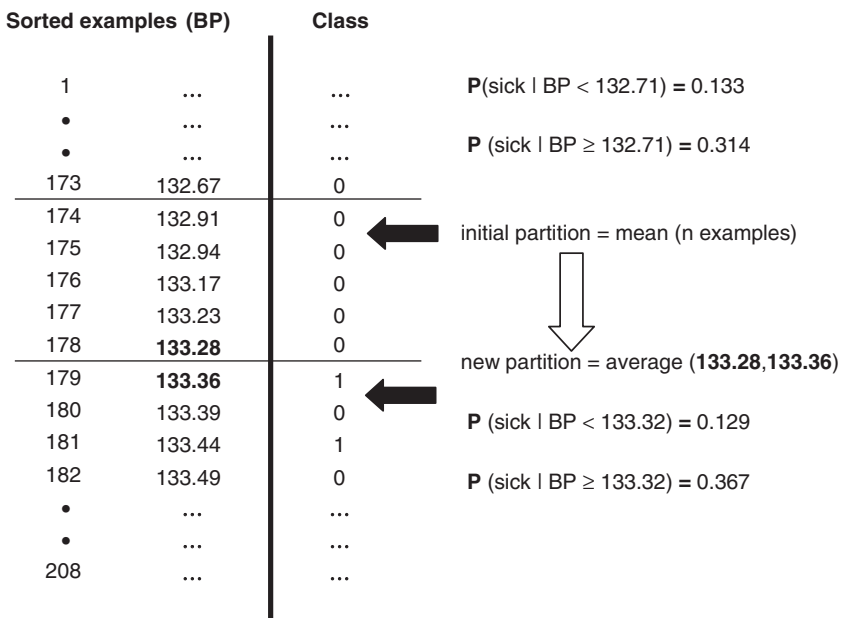 Sorted examples (BP) Class
1 ... ...
• ... ...
• ... ...
173 132.67 0
174 132.91 0
175 132.94 0
176 133.17 0
177 133.23 0
178 133.28 0
179 133.36 1
180 133.39 0
181 133.44 1
182 133.49 0
• ... ...
• ... ...
208 ... ...
P(sick | BP < 132.71) = 0.133
P (sick | BP ≥ 132.71) = 0.314
initial partition = mean (n examples)
new partition = average (133.28,133.36)
P (sick | BP < 133.32) = 0.129
P (sick | BP ≥ 133.32) = 0.367